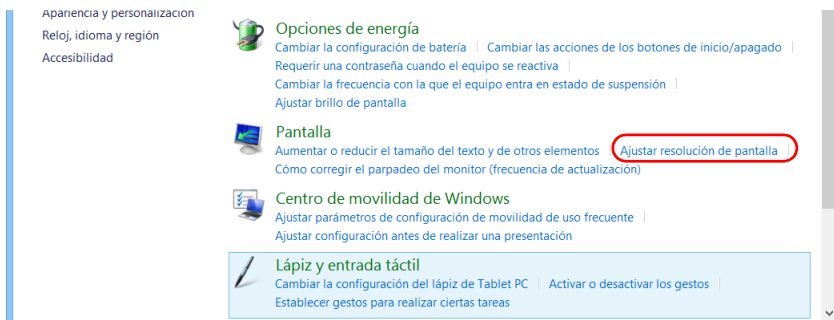 Apariencia y personalización
Reloj, idioma y región
Accesibilidad
Opciones de energía
Cambiar la configuración de batería | Cambiar las acciones de los botones de inicio/apagado |
Requerir una contraseña cuando el equipo se reactiva |
Cambiar la frecuencia con la que el equipo entra en estado de suspensión |
Ajustar brillo de pantalla
Pantalla
Aumentar o reducir el tamaño del texto y de otros elementos | Ajustar resolución de pantalla |
Cómo corregir el parpadeo del monitor (frecuencia de actualización)
Centro de movilidad de Windows
Ajustar parámetros de configuración de movilidad de uso frecuente |
Ajustar configuración antes de realizar una presentación
Lápiz y entrada táctil
Cambiar la configuración del lápiz de Tablet PC | Activar o desactivar los gestos |
Establecer gestos para realizar ciertas tareas